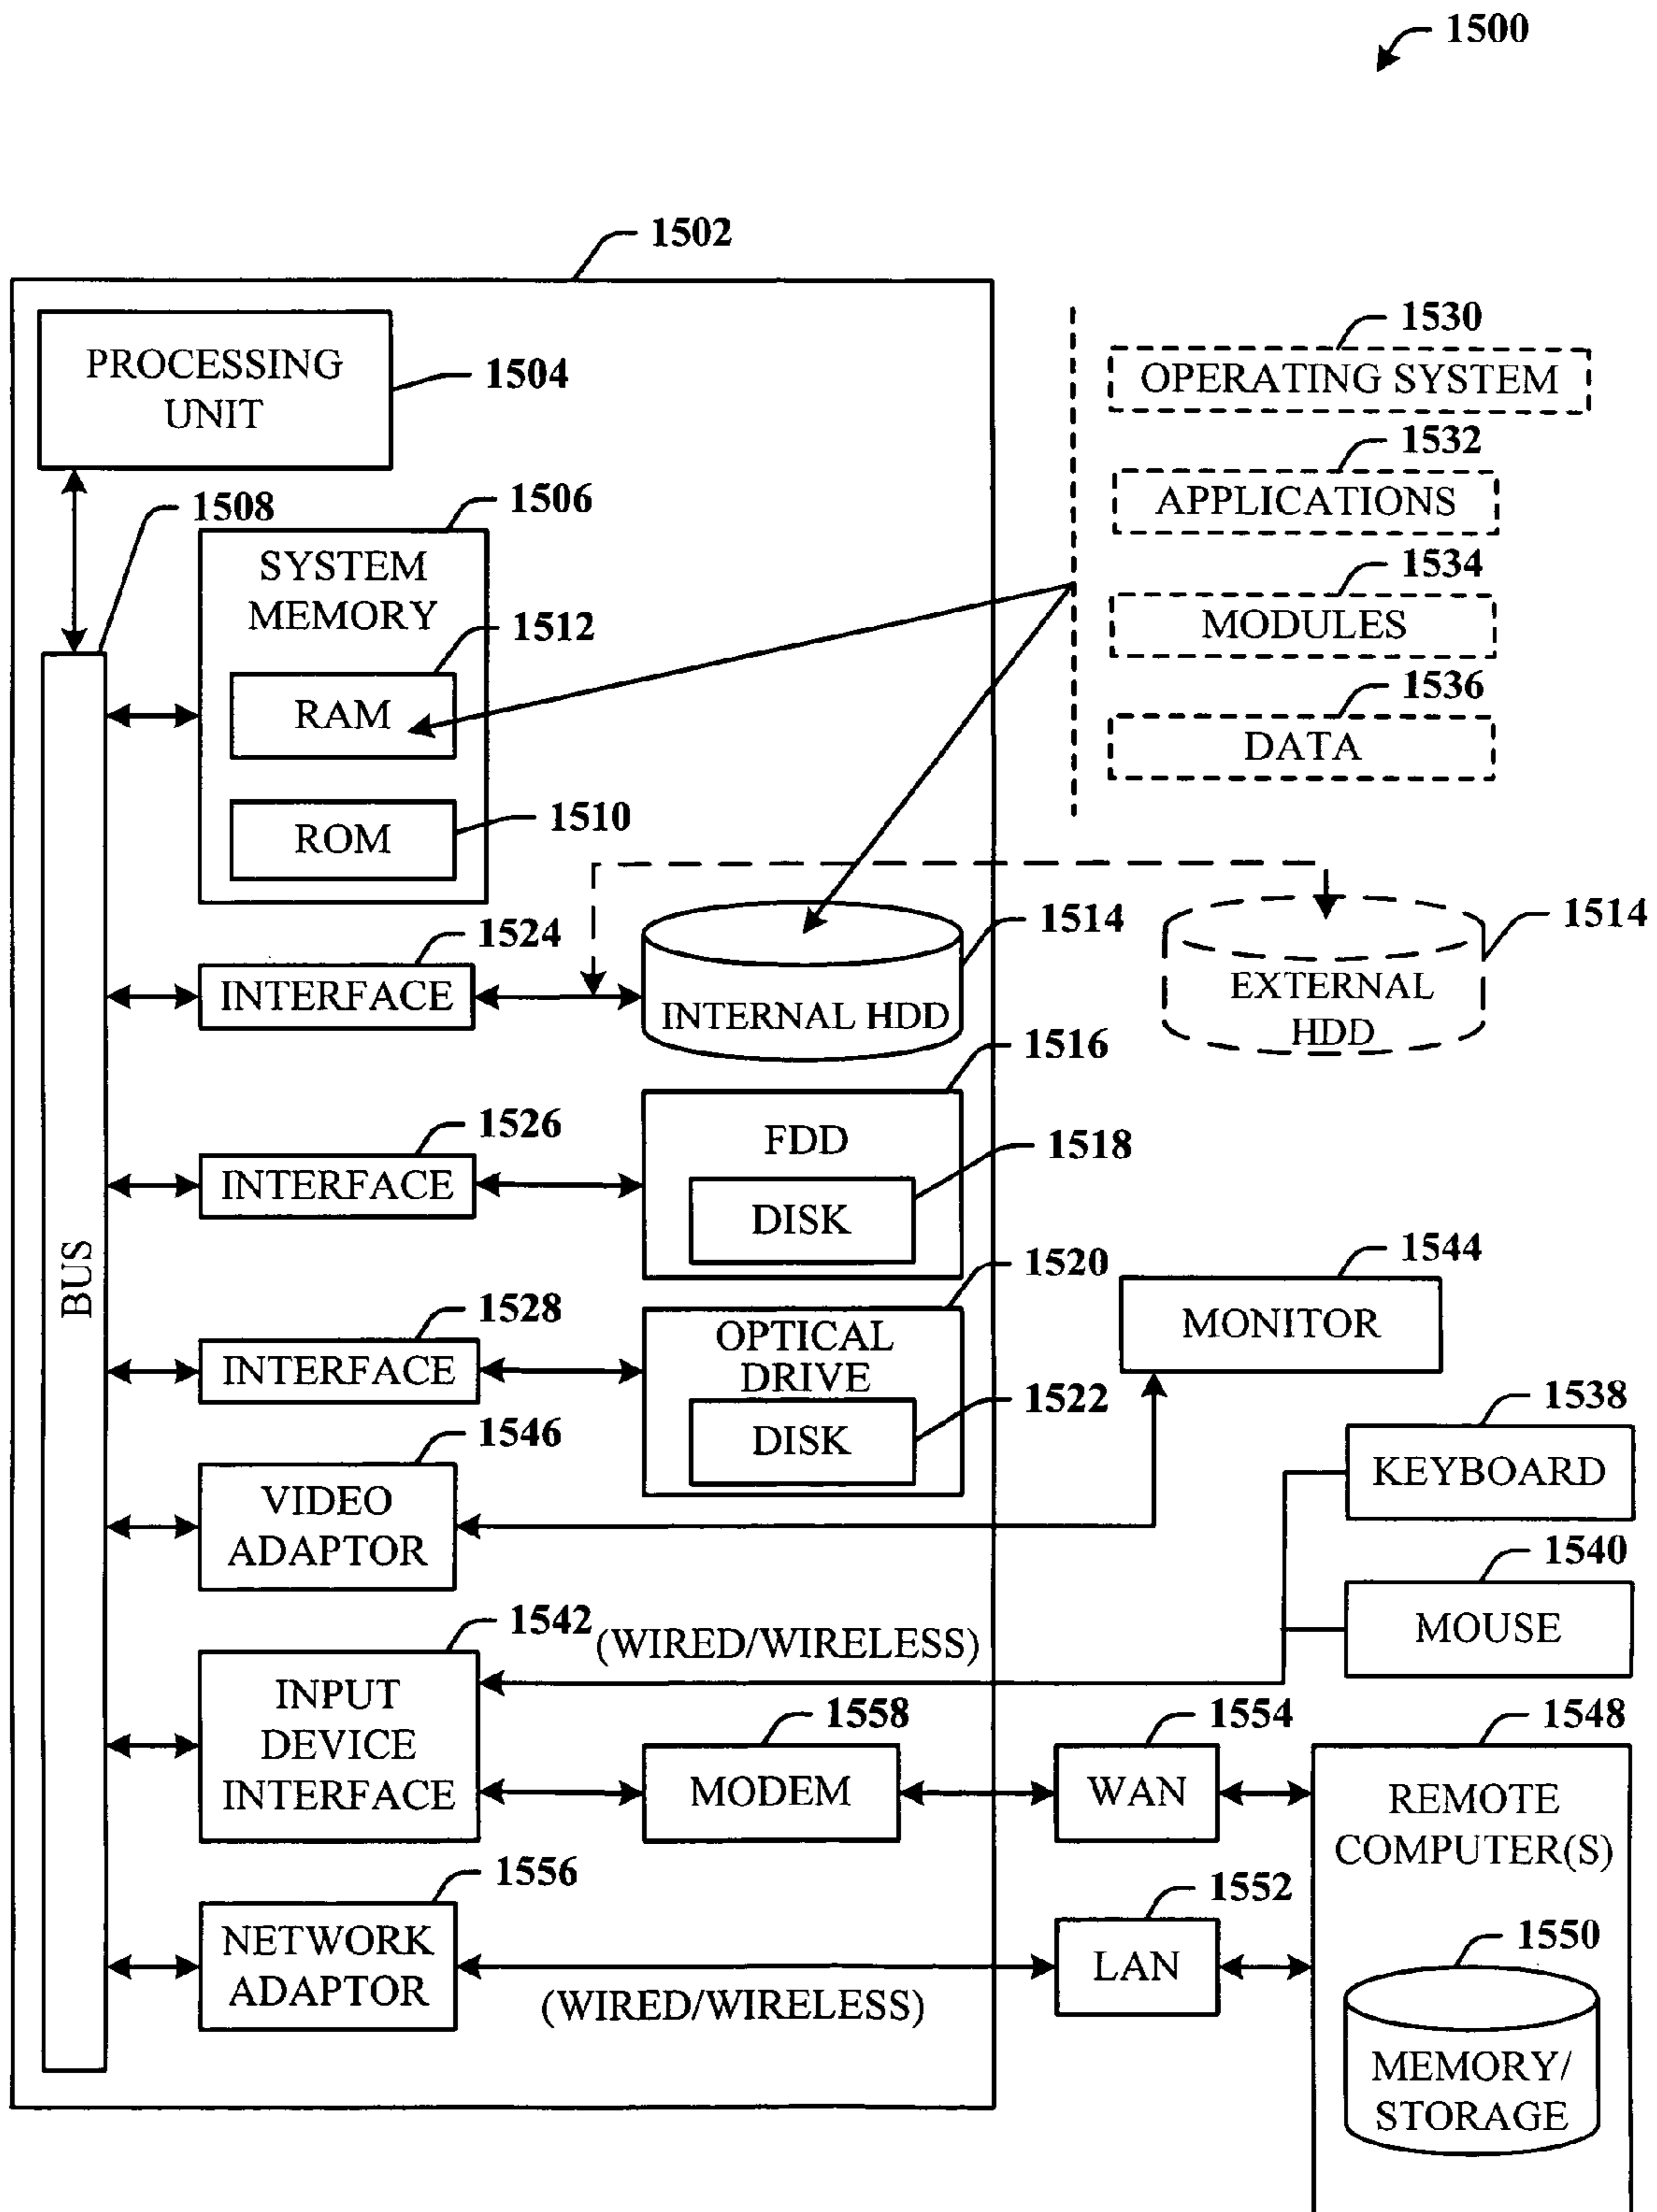 1500
1502
PROCESSING
UNIT
1504
1530
OPERATING SYSTEM
1532
APPLICATIONS
1534
MODULES
1536
DATA
1508
1506
SYSTEM
MEMORY
1512
RAM
1510
ROM
BUS
1524
INTERFACE
1514
INTERNAL HDD
1514
EXTERNAL
HDD
1526
INTERFACE
1516
FDD
1518
DISK
1528
INTERFACE
1520
OPTICAL
DRIVE
1522
DISK
1544
MONITOR
1546
VIDEO
ADAPTOR
1538
KEYBOARD
1540
MOUSE
1542
(WIRED/WIRELESS)
INPUT
DEVICE
INTERFACE
1558
MODEM
1554
WAN
1548
REMOTE
COMPUTER(S)
1556
NETWORK
ADAPTOR
(WIRED/WIRELESS)
1552
LAN
1550
MEMORY/
STORAGE